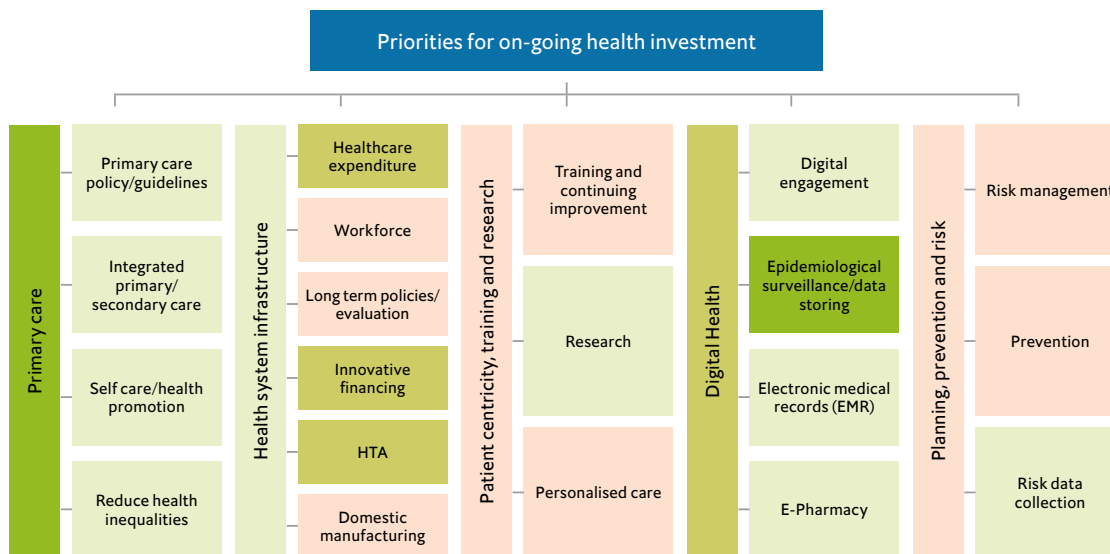 Priorities for on-going health investment
Primary care
Primary care
policy/guidelines
Integrated
primary/
secondary care
Self care/health
promotion
Reduce health
inequalities
Health system infrastructure
Healthcare
expenditure
Workforce
Long term policies/
evaluation
Innovative
financing
HTA
Domestic
manufacturing
Patient centricity, training and research
Training and
continuing
improvement
Research
Personalised care
Digital Health
Digital
engagement
Epidemiological
surveillance/data
storing
Electronic medical
records (EMR)
E-Pharmacy
Planning, prevention and risk
Risk management
Prevention
Risk data
collection